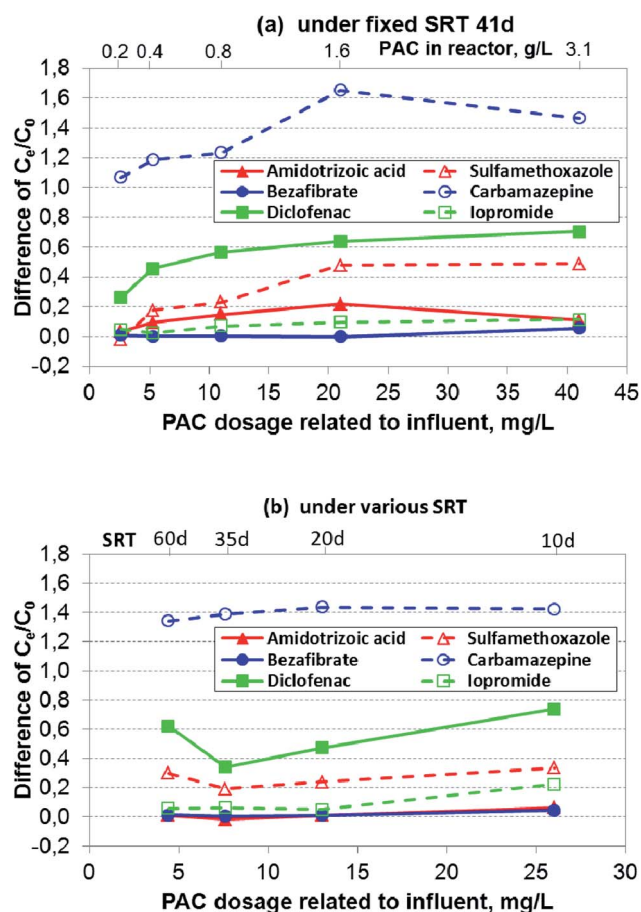 (a) under fixed SRT 41d
0.2 0.4 0.8 1.6 PAC in reactor, g/L 3.1
1,8
1,6
1,4
1,2
1,0
0,8
0,6
0,4
0,2
0,0
-0,2
Difference of Ce/C0
Amidotrizoic acid Sulfamethoxazole
Bezafibrate Carbamazepine
Diclofenac Iopromide
0 5 10 15 20 25 30 35 40 45
PAC dosage related to influent, mg/L
(b) under various SRT
SRT 60d 35d 20d 10d
1,8
1,6
1,4
1,2
1,0
0,8
0,6
0,4
0,2
0,0
-0,2
Difference of Ce/C0
Amidotrizoic acid Sulfamethoxazole
Bezafibrate Carbamazepine
Diclofenac Iopromide
0 5 10 15 20 25 30
PAC dosage related to influent, mg/L